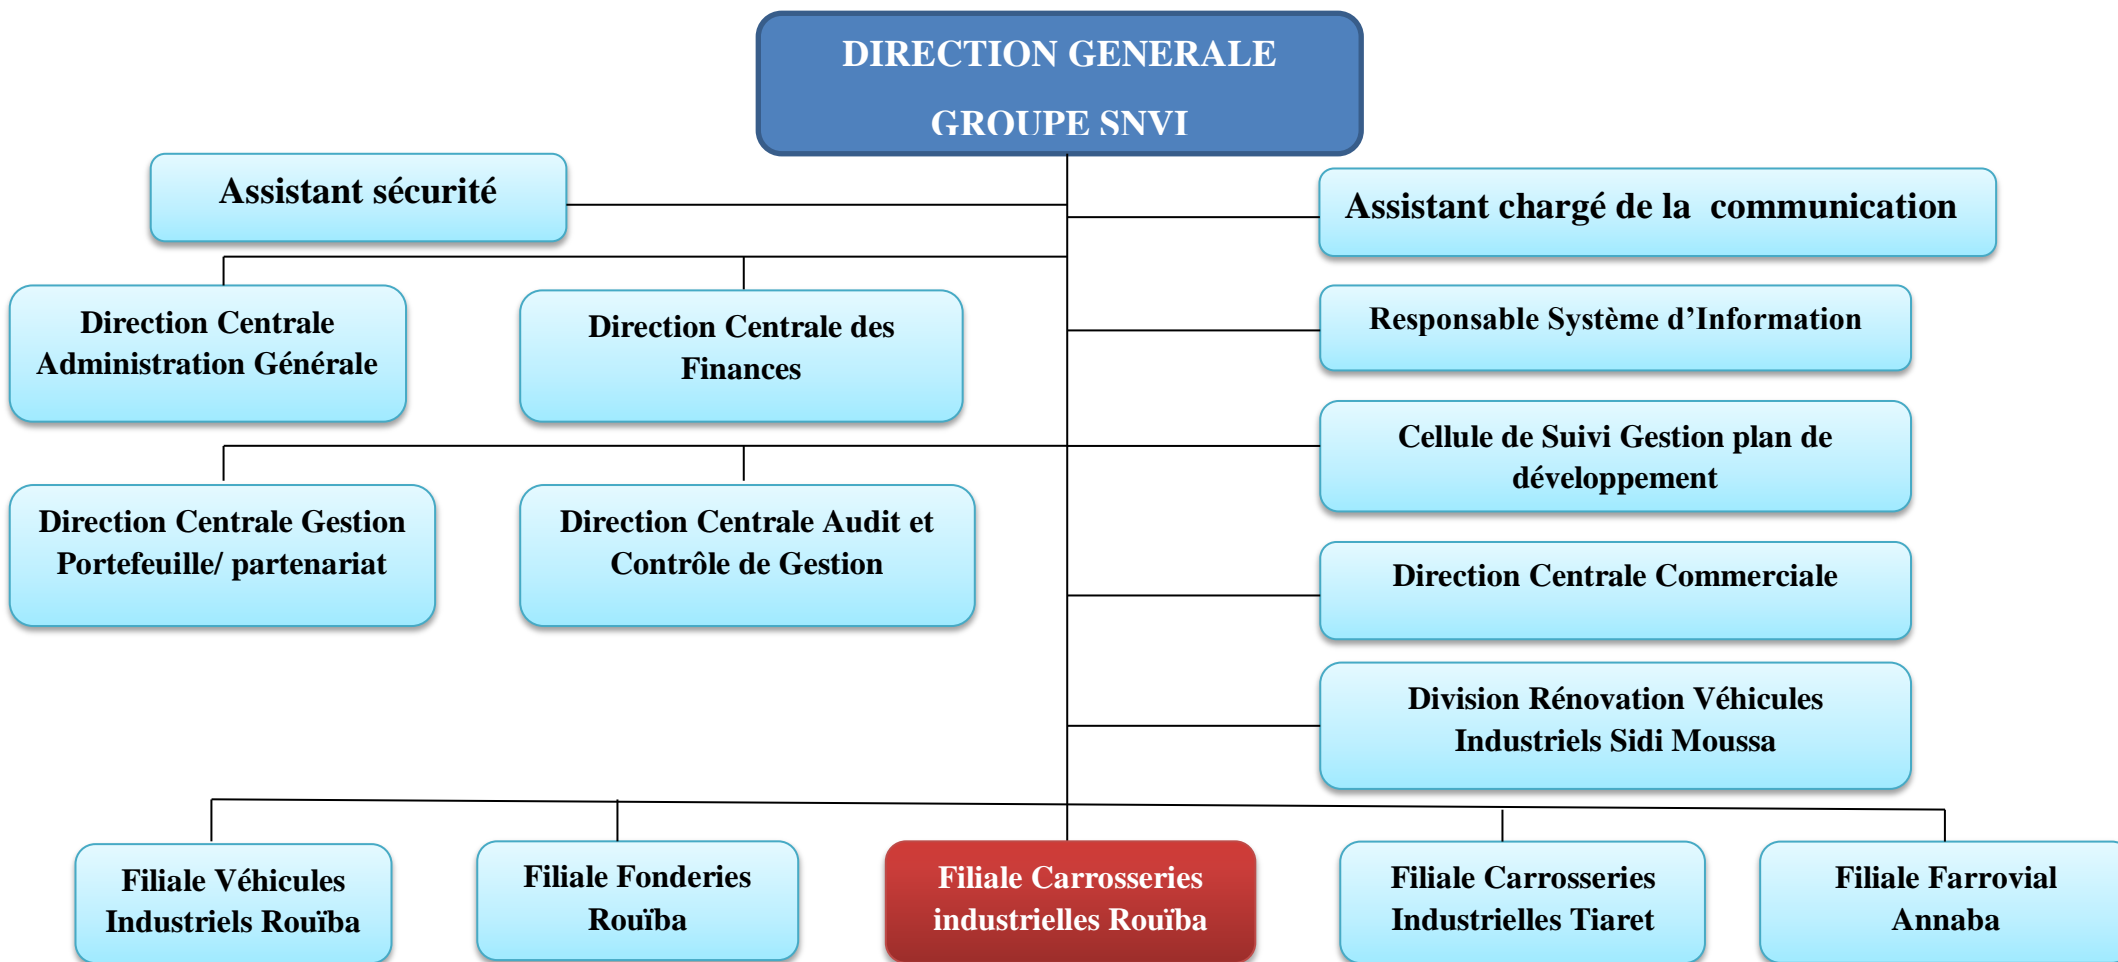 DIRECTION GENERALE
GROUPE SNVI
Assistant sécurité
Assistant chargé de la communication
Direction Centrale
Administration Générale
Direction Centrale des
Finances
Responsable Système d’Information
Cellule de Suivi Gestion plan de
développement
Direction Centrale Gestion
Portefeuille/ partenariat
Direction Centrale Audit et
Contrôle de Gestion
Direction Centrale Commerciale
Division Rénovation Véhicules
Industriels Sidi Moussa
Filiale Véhicules
Industriels Rouïba
Filiale Fonderies
Rouïba
Filiale Carrosseries
industrielles Rouïba
Filiale Carrosseries
Industrielles Tiaret
Filiale Farrovial
Annaba